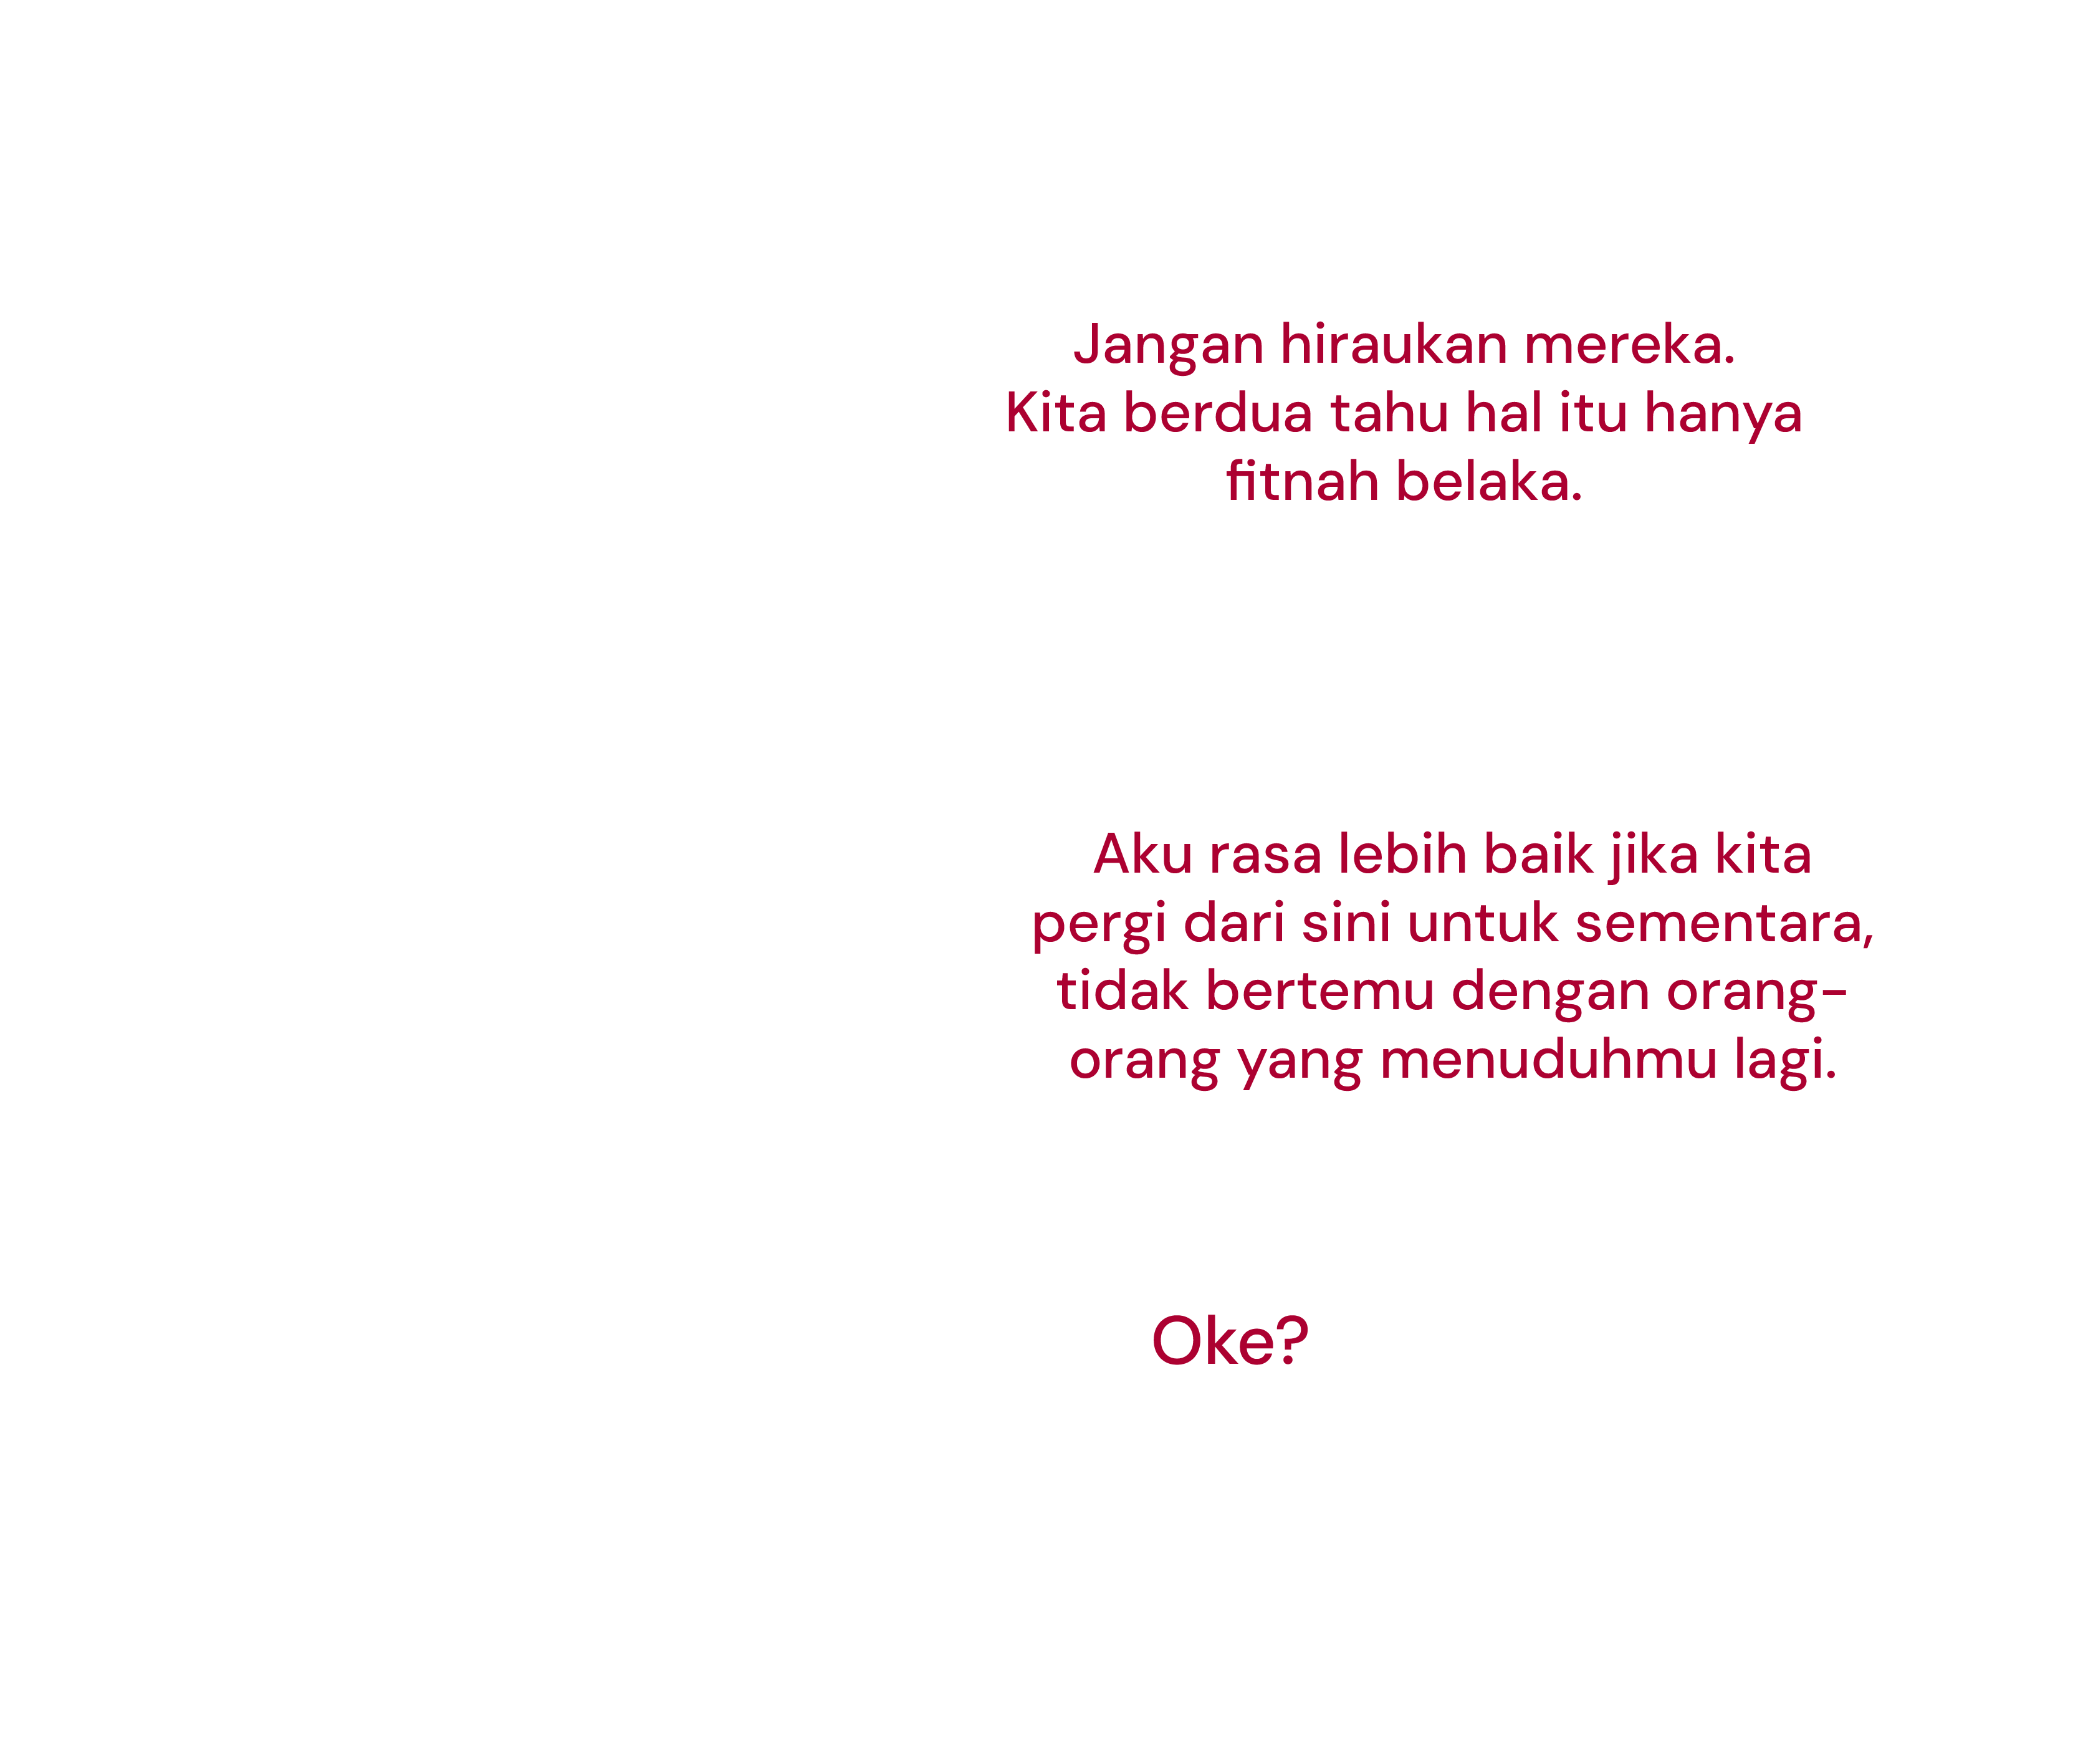 Jangan hiraukan mereka.
Kita berdua tahu hal itu hanya
fitnah belaka.
Aku rasa lebih baik jika kita
pergi dari sini untuk sementara,
tidak bertemu dengan orang-
orang yang menuduhmu lagi.
Oke?